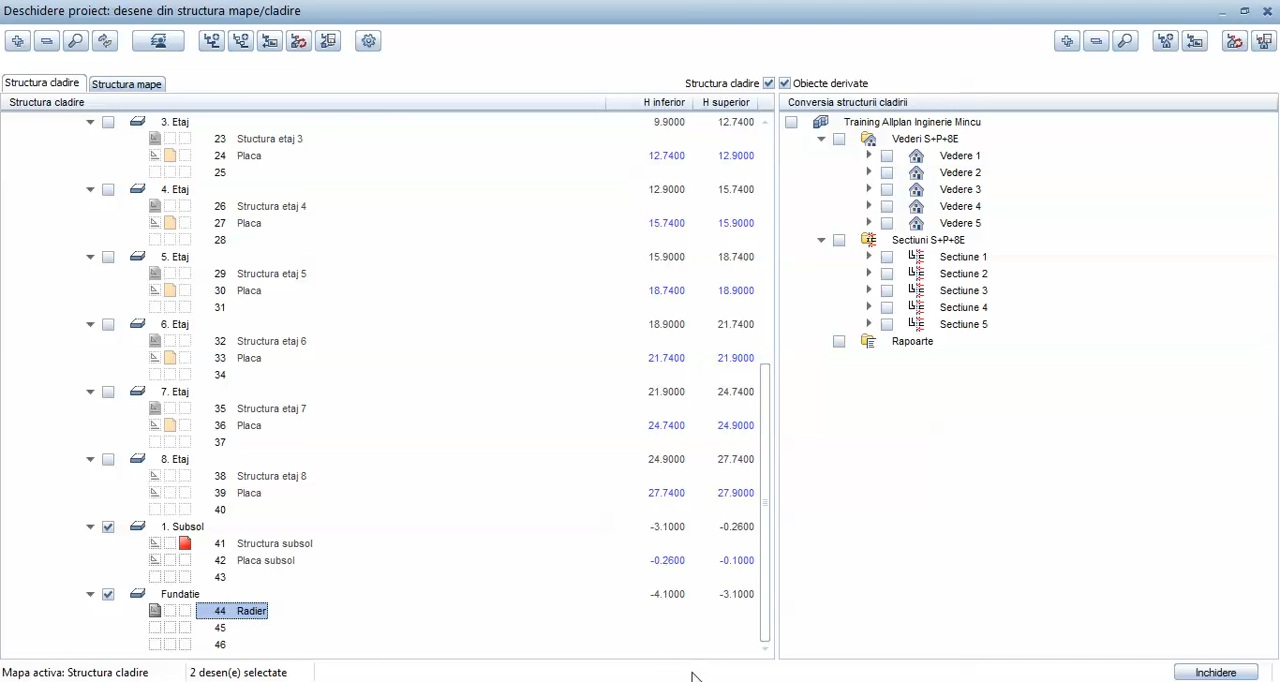 Deschidere proiect: desene din structura mape/cladire
Structura cladire Structura mape
Structura cladire Obiecte derivate
Structura cladire H inferior H superior
3. Etaj 9.9000 12.7400
23 Stuctura etaj 3
24 Placa 12.7400 12.9000
25
4. Etaj 12.9000 15.7400
26 Structura etaj 4
27 Placa 15.7400 15.9000
28
5. Etaj 15.9000 18.7400
29 Structura etaj 5
30 Placa 18.7400 18.9000
31
6. Etaj 18.9000 21.7400
32 Structura etaj 6
33 Placa 21.7400 21.9000
34
7. Etaj 21.9000 24.7400
35 Structura etaj 7
36 Placa 24.7400 24.9000
37
8. Etaj 24.9000 27.7400
38 Structura etaj 8
39 Placa 27.7400 27.9000
40
1. Subsol -3.1000 -0.2600
41 Structura subsol
42 Placa subsol -0.2600 -0.1000
43
Fundatie -4.1000 -3.1000
44 Radier
45
46
Conversia structurii cladirii
Training Allplan Inginerie Mincu
Vederi S+P+8E
Vedere 1
Vedere 2
Vedere 3
Vedere 4
Vedere 5
Sectiuni S+P+8E
Sectiune 1
Sectiune 2
Sectiune 3
Sectiune 4
Sectiune 5
Rapoarte
Mapa activa: Structura cladire 2 desen(e) selectate
Inchidere